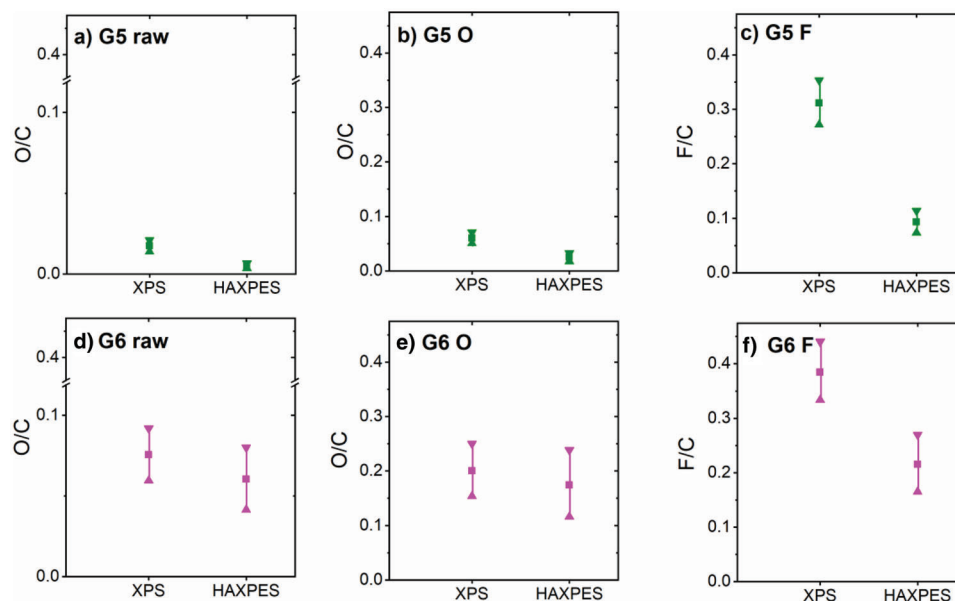 a) G5 raw
0.4
0.1
0.0
O/C
XPS HAXPES
b) G5 O
0.4
0.3
0.2
0.1
0.0
O/C
XPS HAXPES
c) G5 F
0.4
0.3
0.2
0.1
0.0
F/C
XPS HAXPES
d) G6 raw
0.4
0.1
0.0
O/C
XPS HAXPES
e) G6 O
0.4
0.3
0.2
0.1
0.0
O/C
XPS HAXPES
f) G6 F
0.4
0.3
0.2
0.1
0.0
F/C
XPS HAXPES